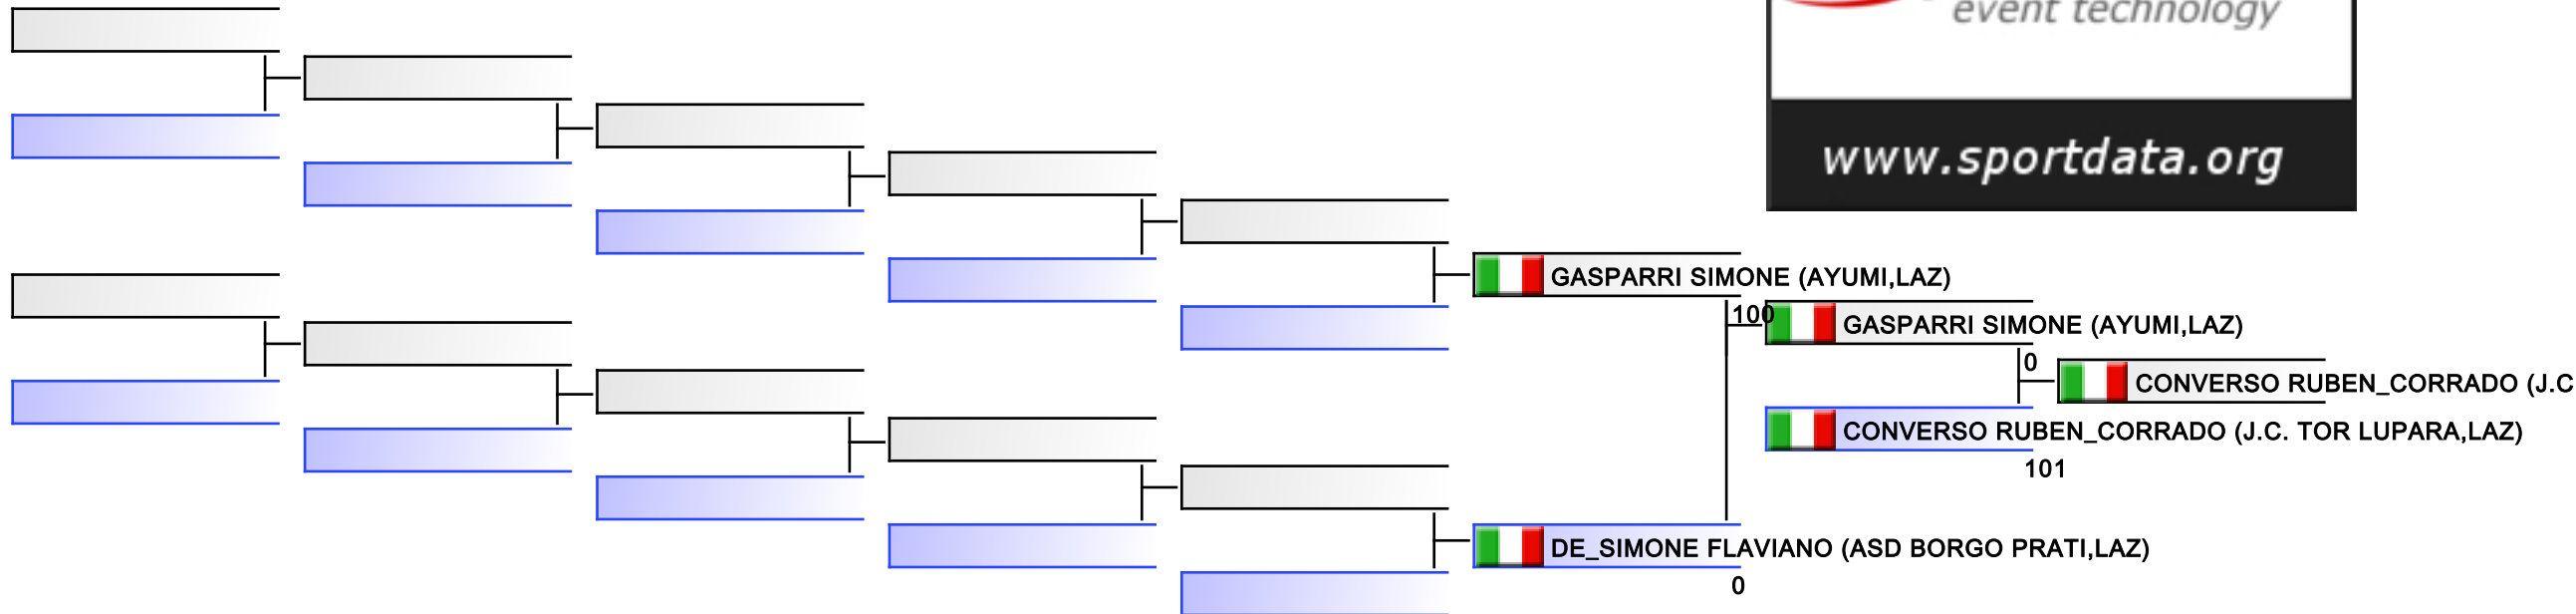 event technology
www.sportdata.org
GASPARRI SIMONE (AYUMI,LAZ)
100
GASPARRI SIMONE (AYUMI,LAZ)
0
CONVERSO RUBEN_CORRADO (J.C
CONVERSO RUBEN_CORRADO (J.C. TOR LUPARA,LAZ)
101
DE_SIMONE FLAVIANO (ASD BORGO PRATI,LAZ)
0